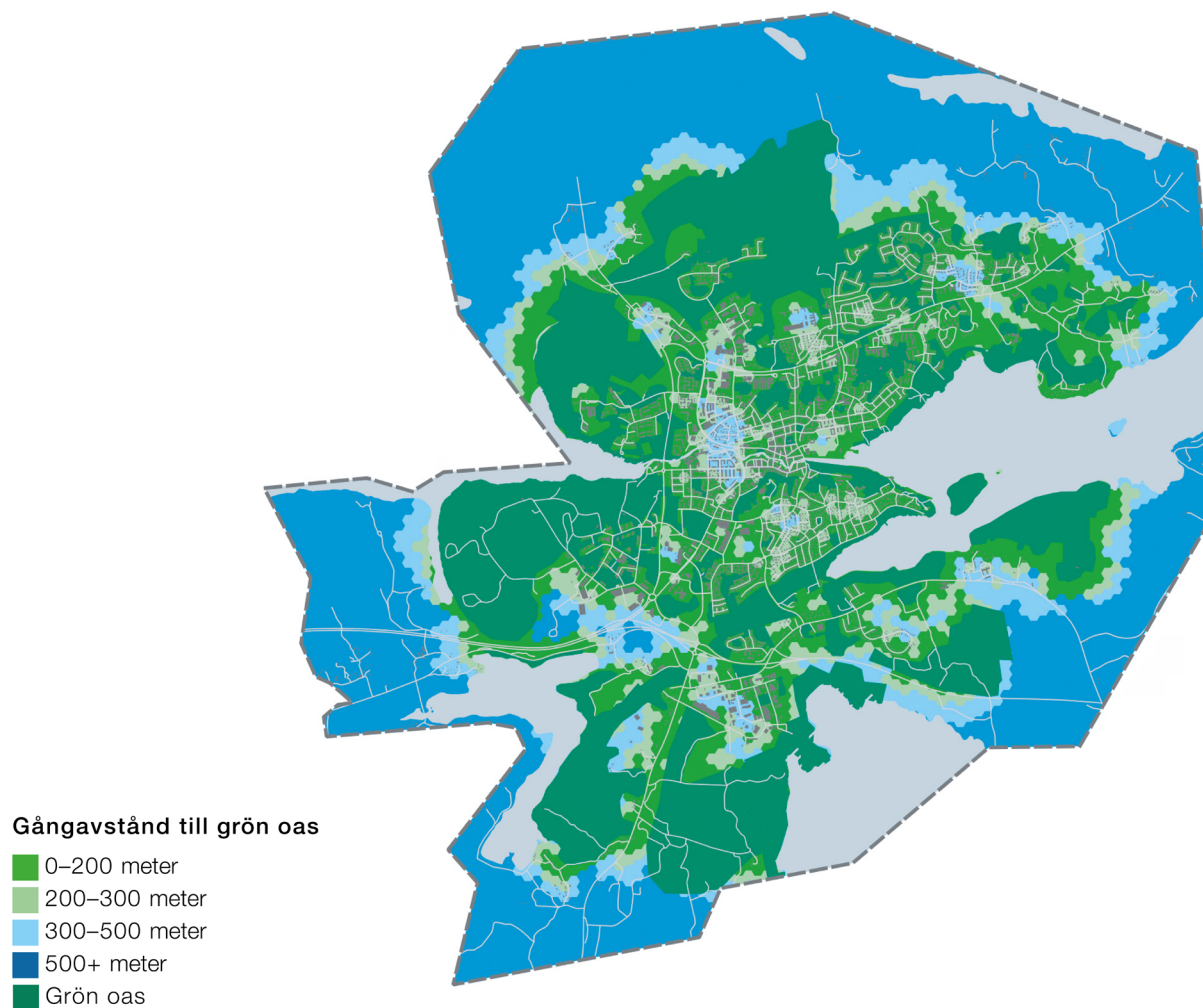 Gångavstånd till grön oas
0–200 meter
200–300 meter
300–500 meter
500+ meter
Grön oas